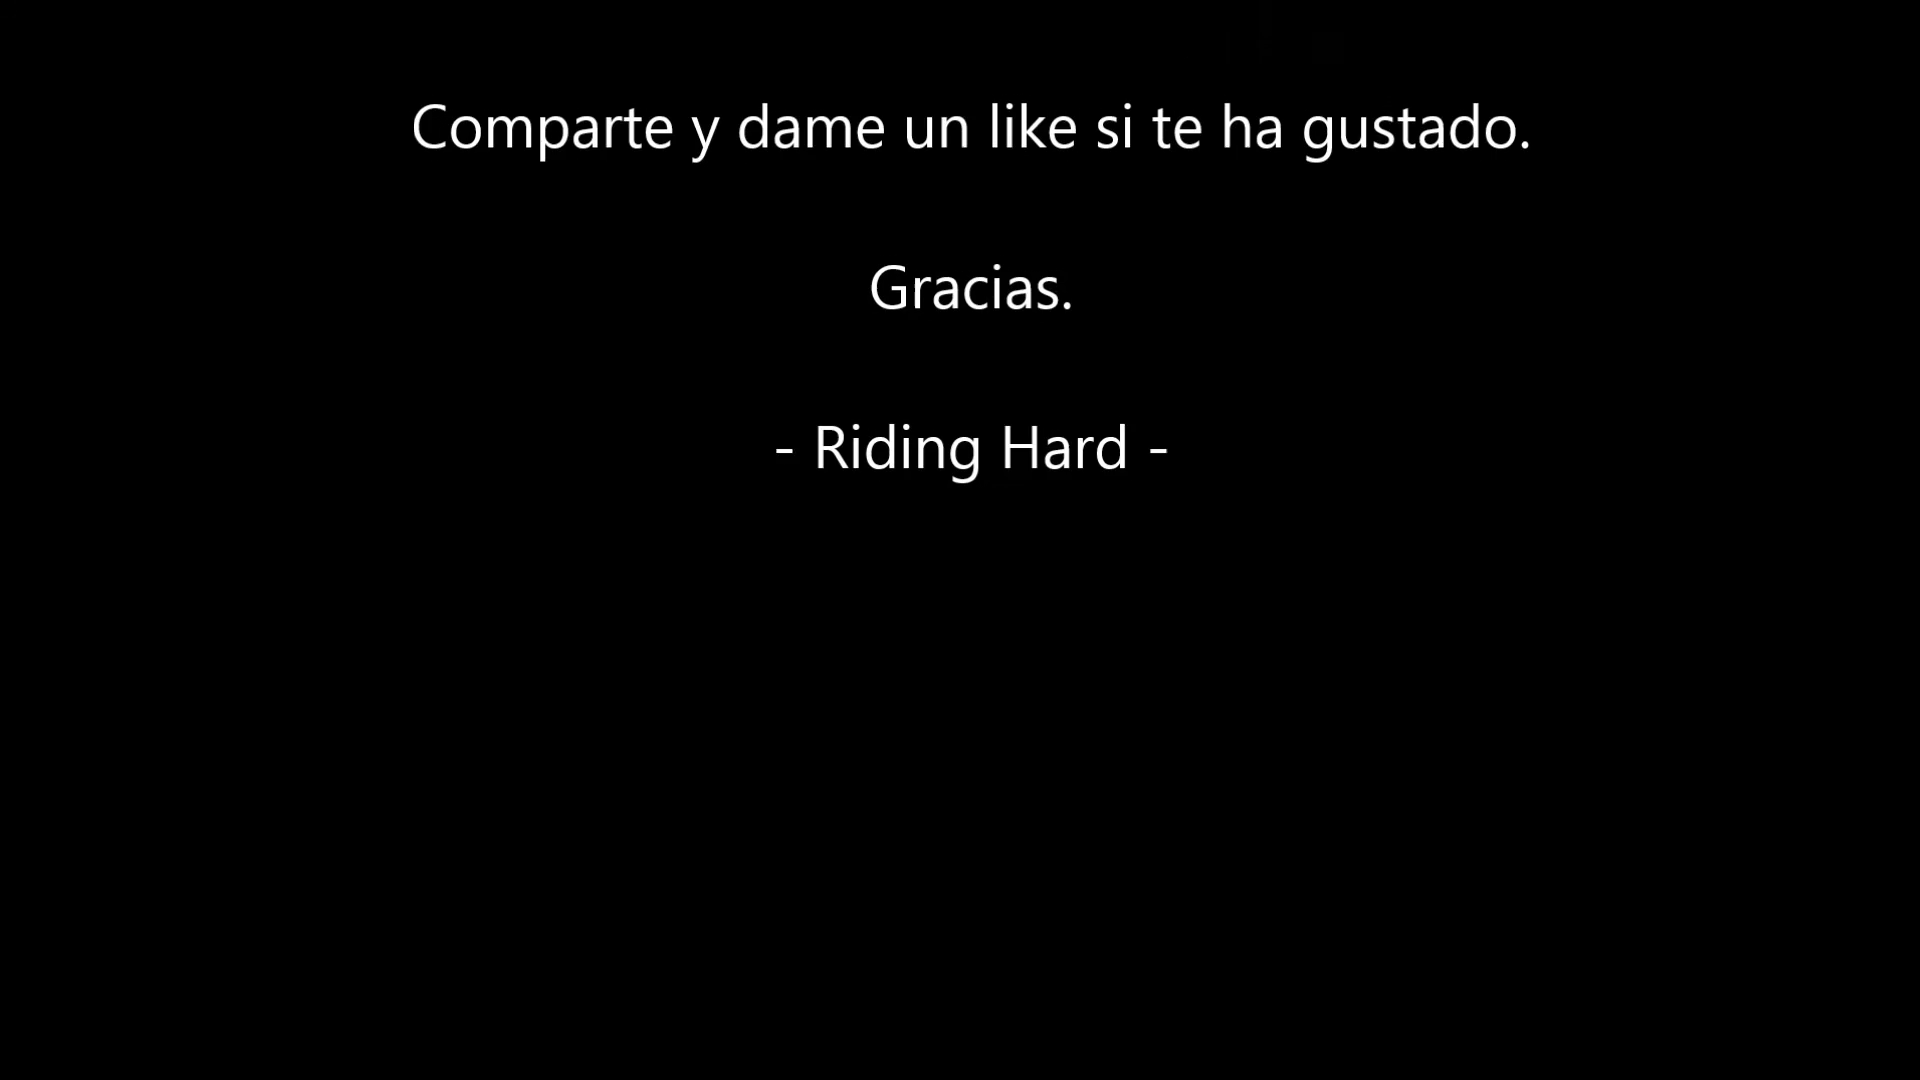 Comparte y dame un like si te ha gustado.
Gracias.
- Riding Hard -